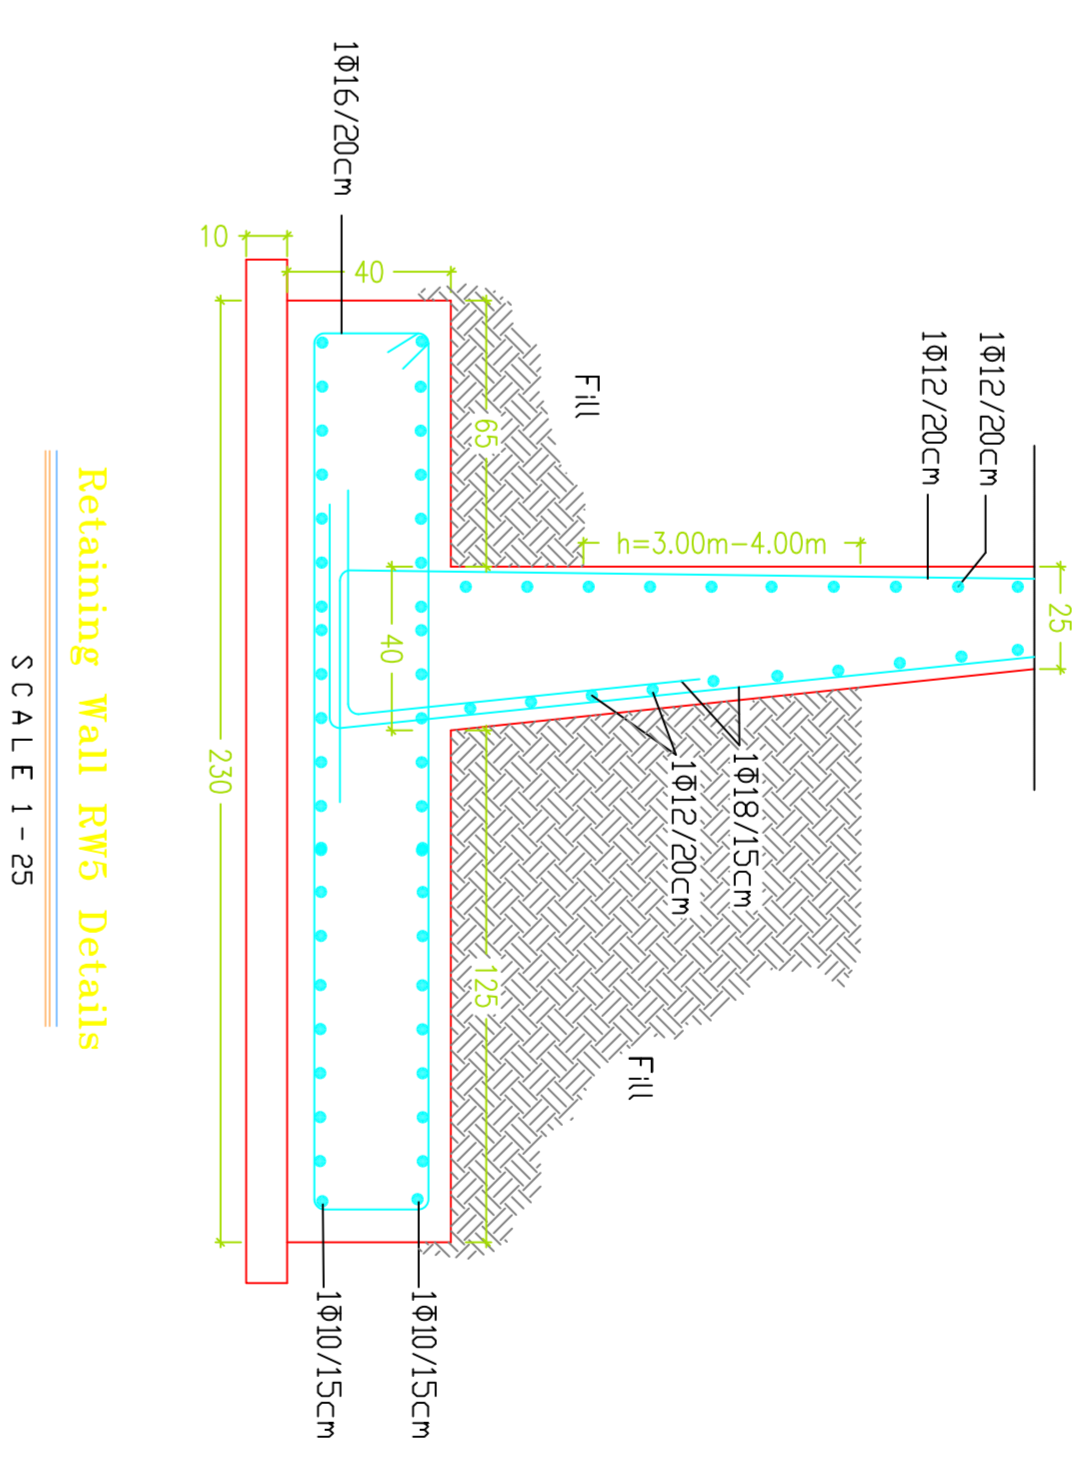 25
1Φ12/20cm
1Φ12/20cm
h=3.00m-4.00m
1Φ18/15cm
1Φ12/20cm
Fill
Fill
65
125
1Φ10/15cm
40
40
1Φ16/20cm
1Φ10/15cm
10
230
Retaining Wall RW5 Details
SCALE 1-25